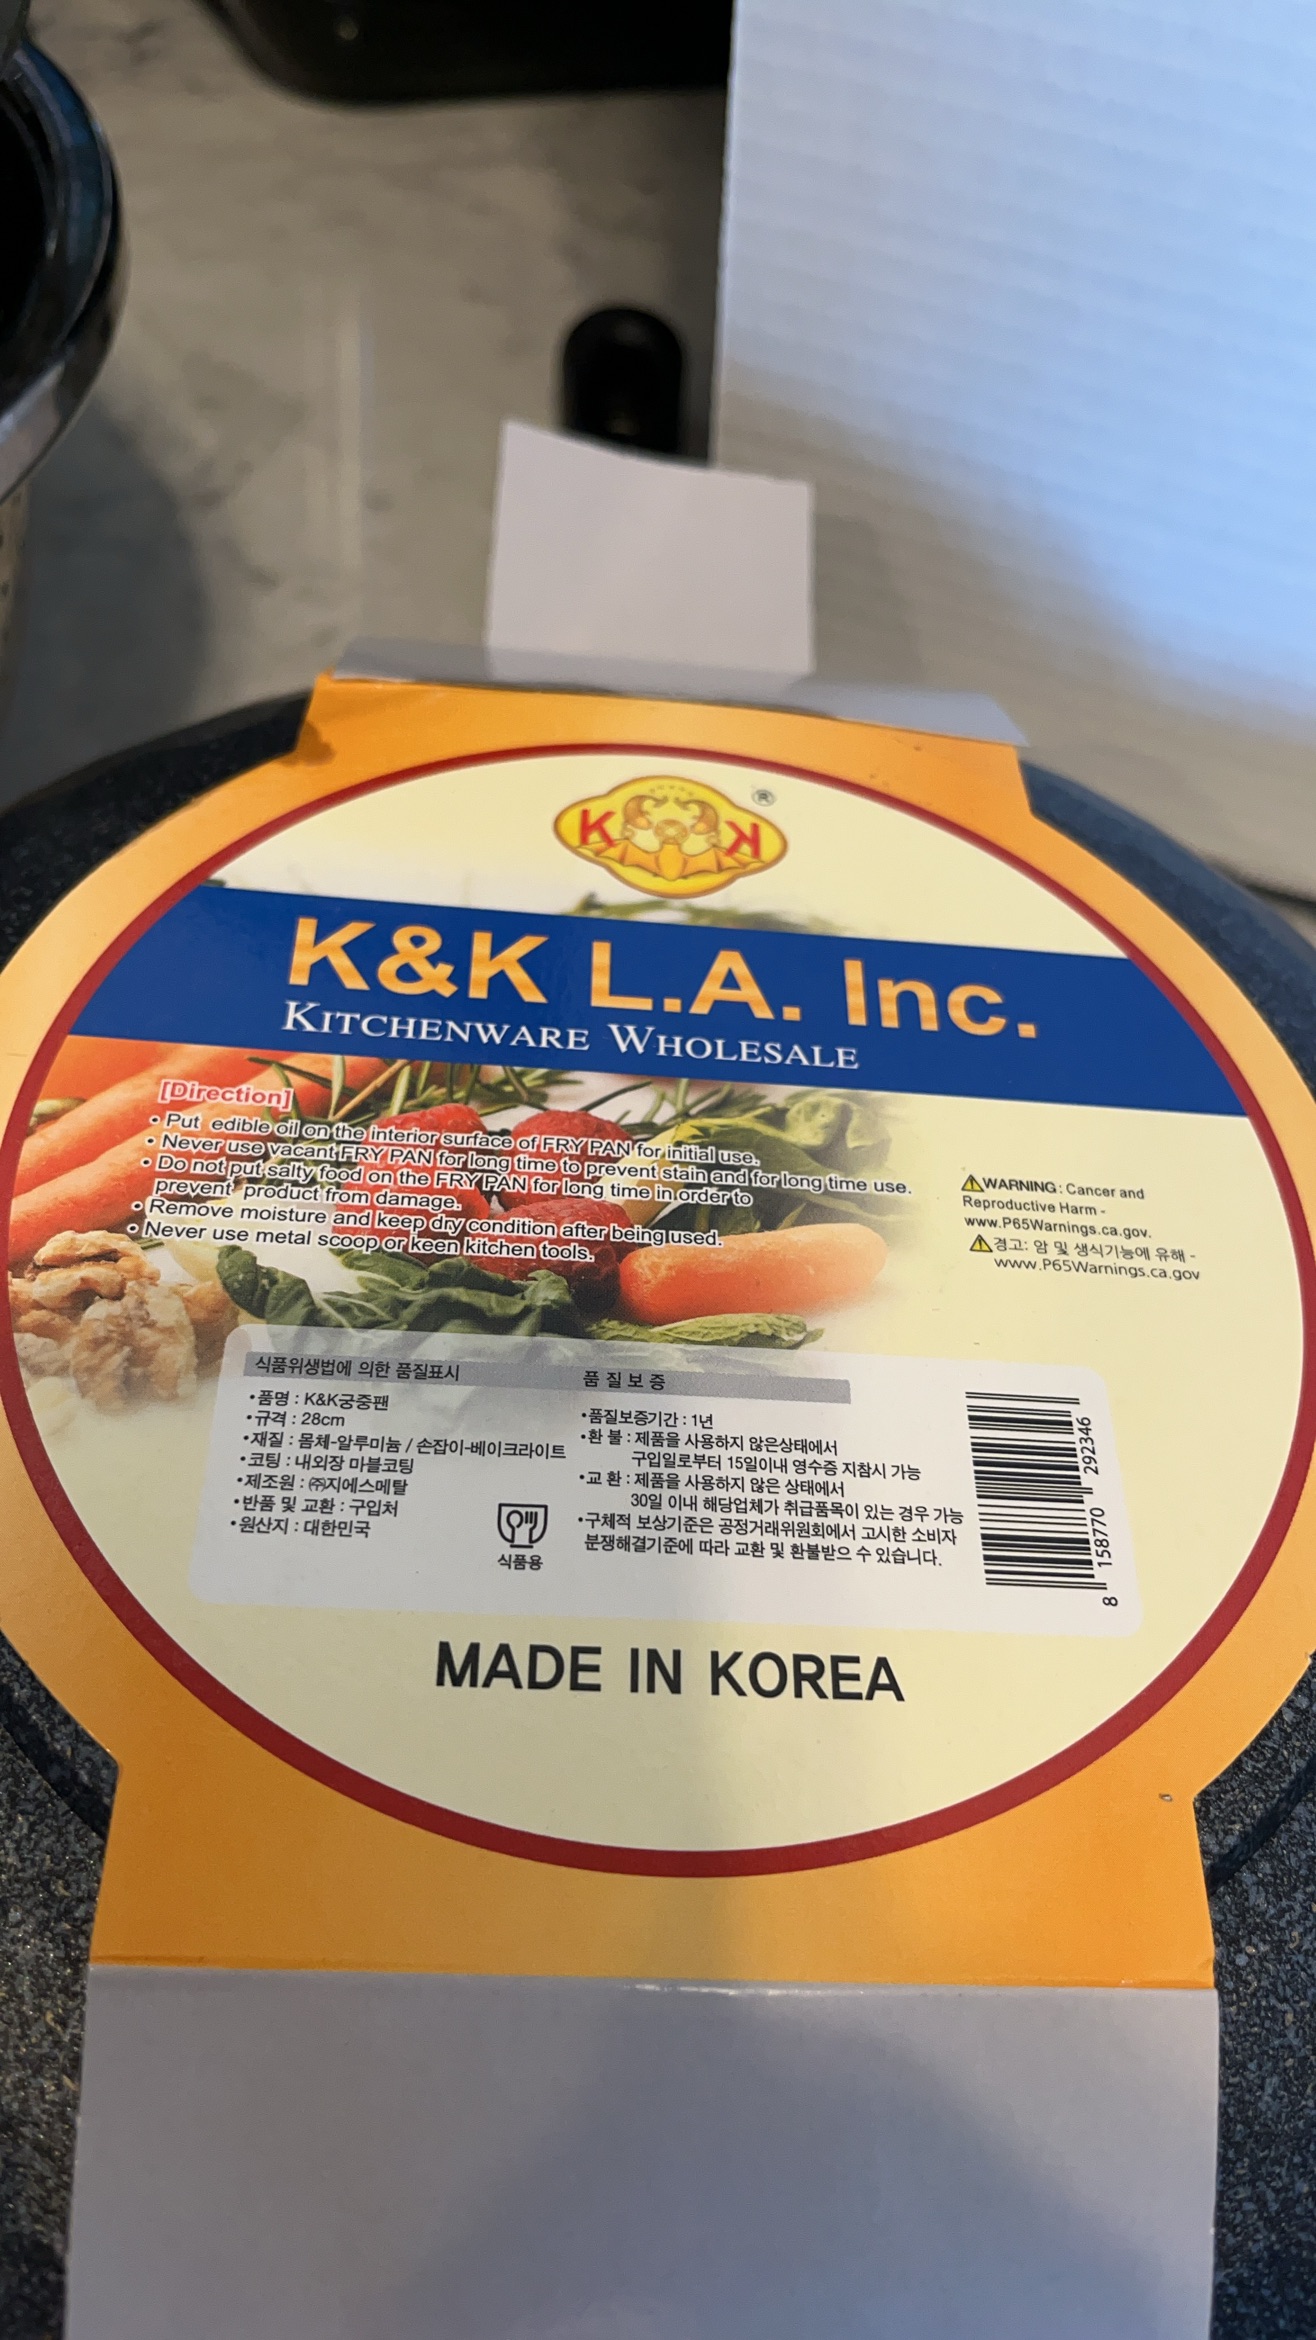 K K ®
K&K L.A. Inc.
KITCHENWARE WHOLESALE
[Direction]
• Put edible oil on the interior surface of FRY PAN for initial use.
• Never use vacant FRY PAN for long time to prevent stain and for long time use.
• Do not put salty food on the FRY PAN for long time in order to
prevent product from damage.
• Remove moisture and keep dry condition after being used.
• Never use metal scoop or keen kitchen tools.
⚠WARNING : Cancer and
Reproductive Harm -
www.P65Warnings.ca.gov.
⚠경고: 암 및 생식기능에 유해 -
www.P65Warnings.ca.gov
식품위생법에 의한 품질표시
•품명 : K&K궁중팬
•규격 : 28cm
•재질 : 몸체-알루미늄 / 손잡이-베이크라이트
•코팅 : 내외장 마블코팅
•제조원 : ㈜지에스메탈
•반품 및 교환 : 구입처
•원산지 : 대한민국
식품용
품 질 보 증
•품질보증기간 : 1년
•환 불 : 제품을 사용하지 않은상태에서
구입일로부터 15일이내 영수증 지참시 가능
•교 환 : 제품을 사용하지 않은 상태에서
30일 이내 해당업체가 취급품목이 있는 경우 가능
•구체적 보상기준은 공정거래위원회에서 고시한 소비자
분쟁해결기준에 따라 교환 및 환불받으 수 있습니다.
8 158770 292346
MADE IN KOREA